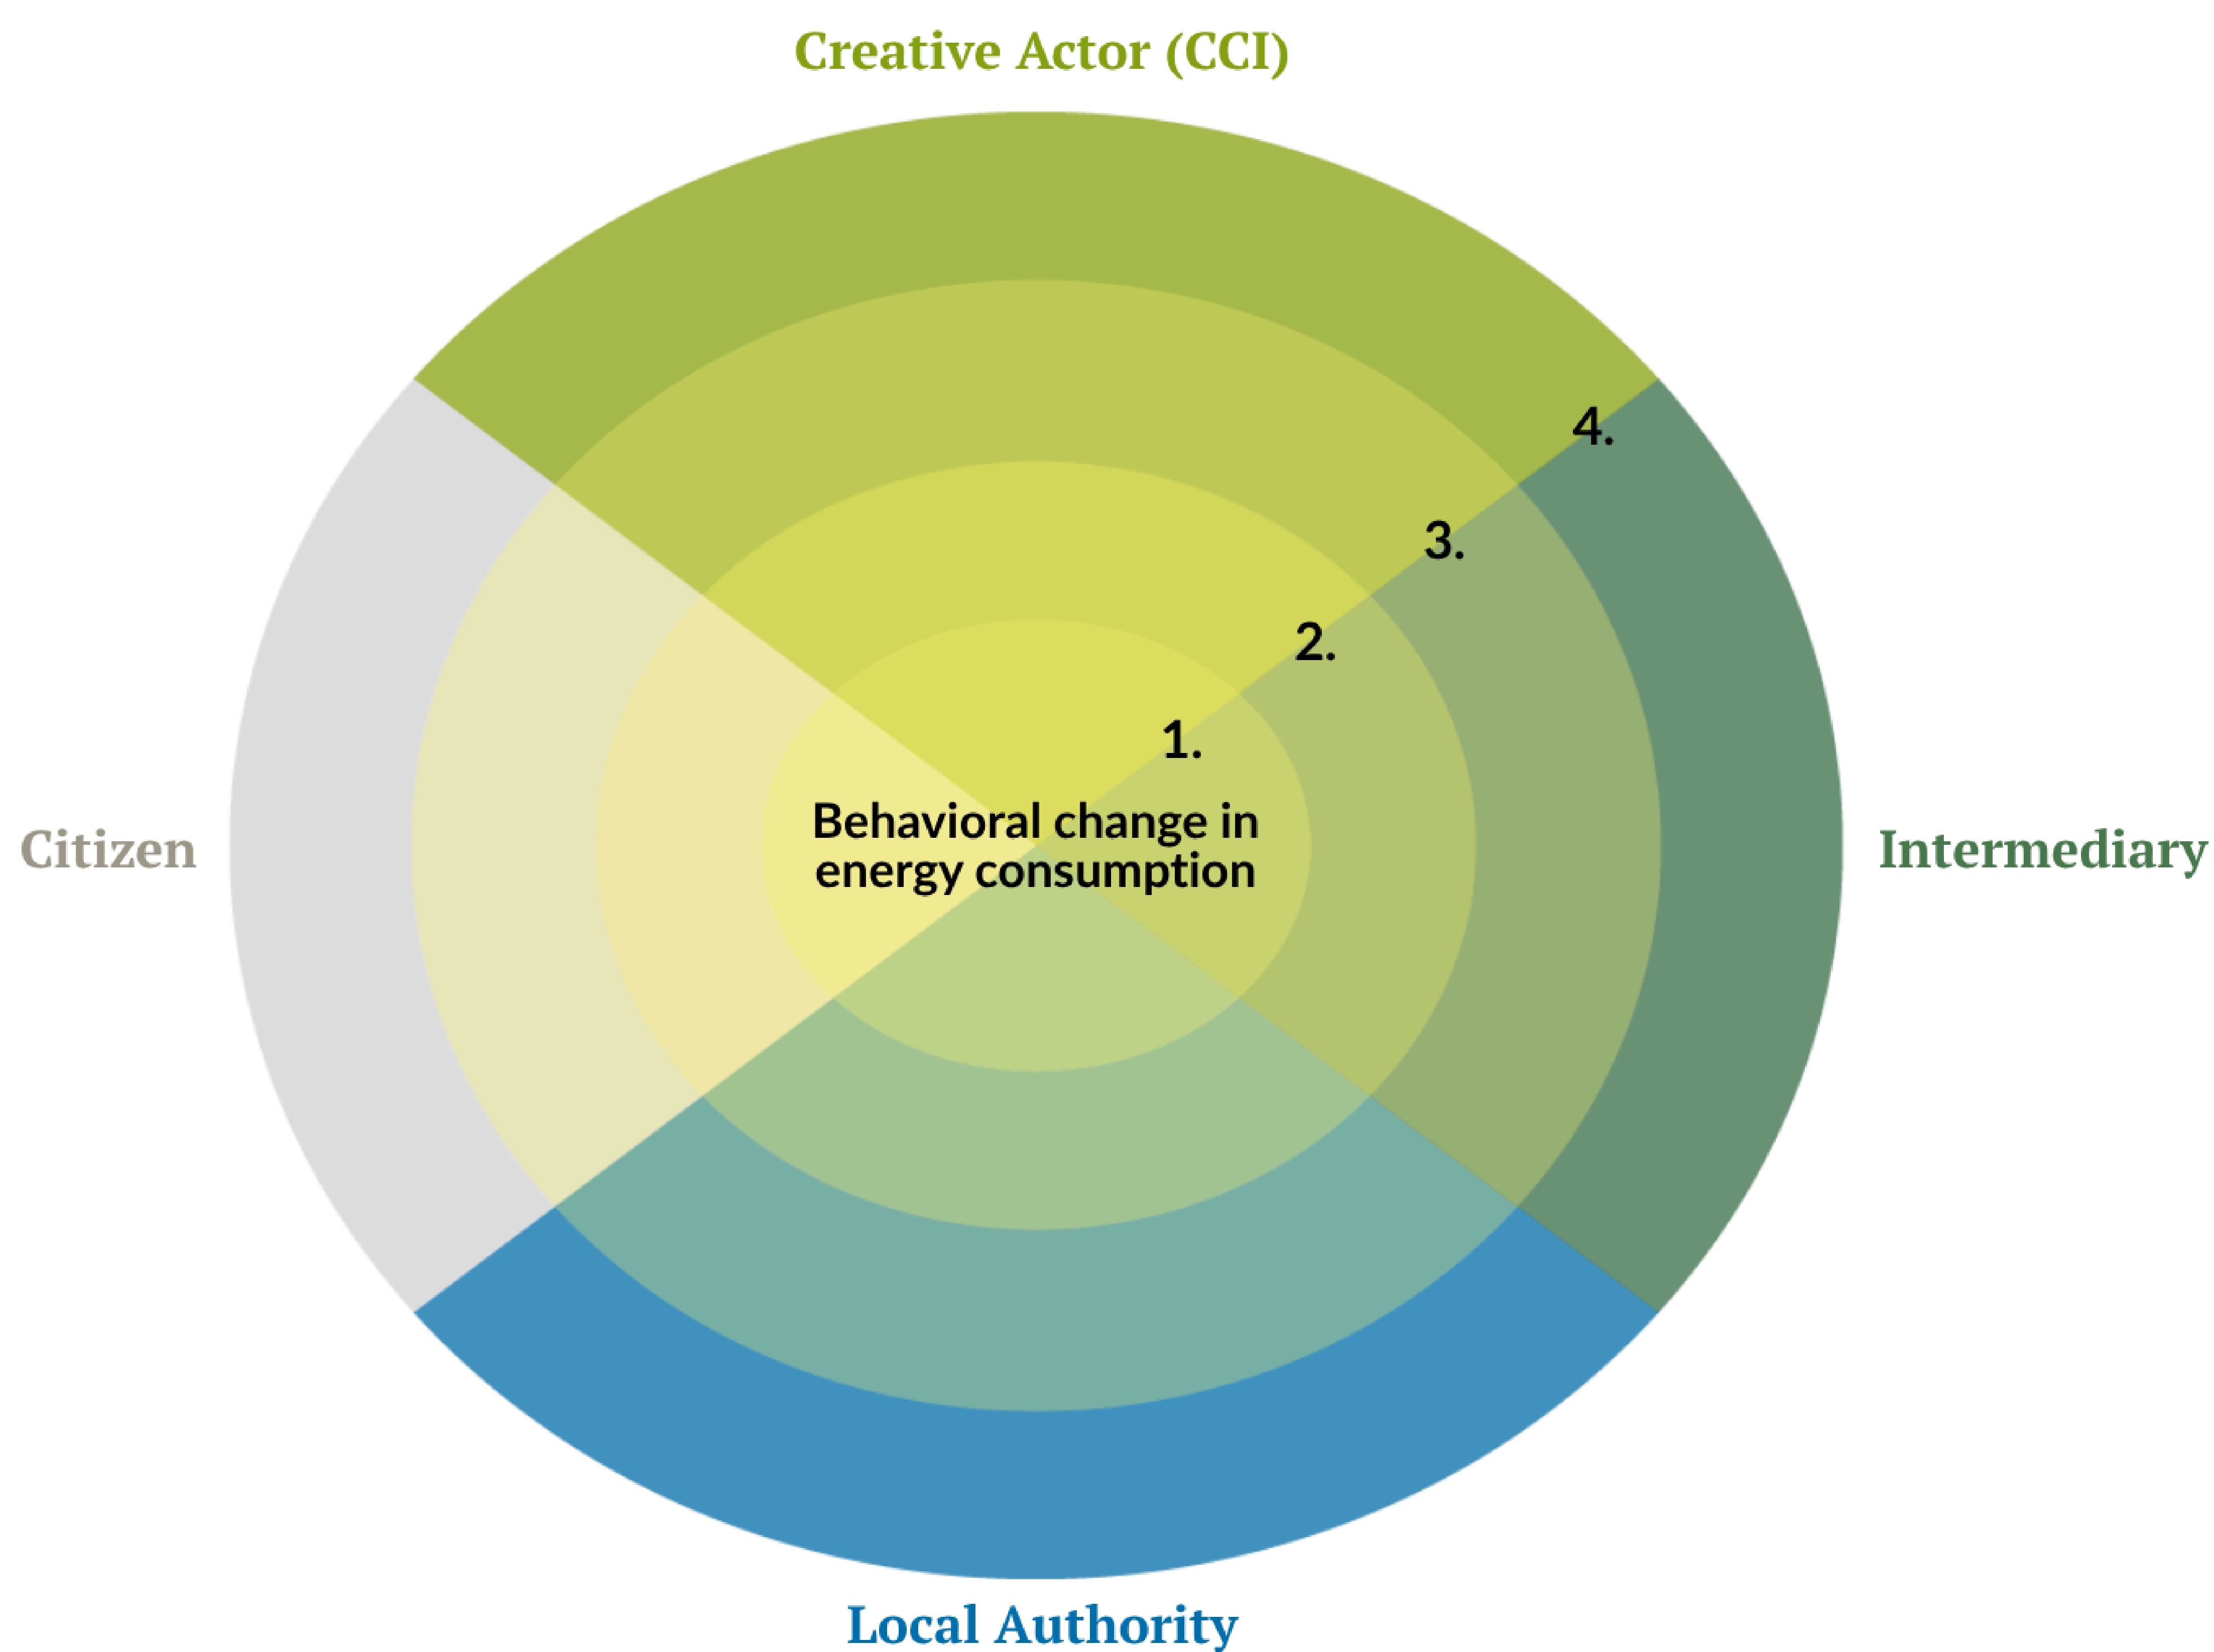 Creative Actor (CCI)
4.
3.
2.
1.
Behavioral change in
energy consumption
Citizen
Intermediary
Local Authority